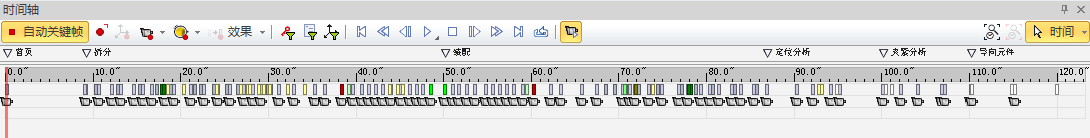 时间轴
自动关键帧 效果 时间
首页 拆分 装配 定位分析 夹紧分析 导向元件
0.0" 10.0" 20.0" 30.0" 40.0" 50.0" 60.0" 70.0" 80.0" 90.0" 100.0" 110.0" 120.0"